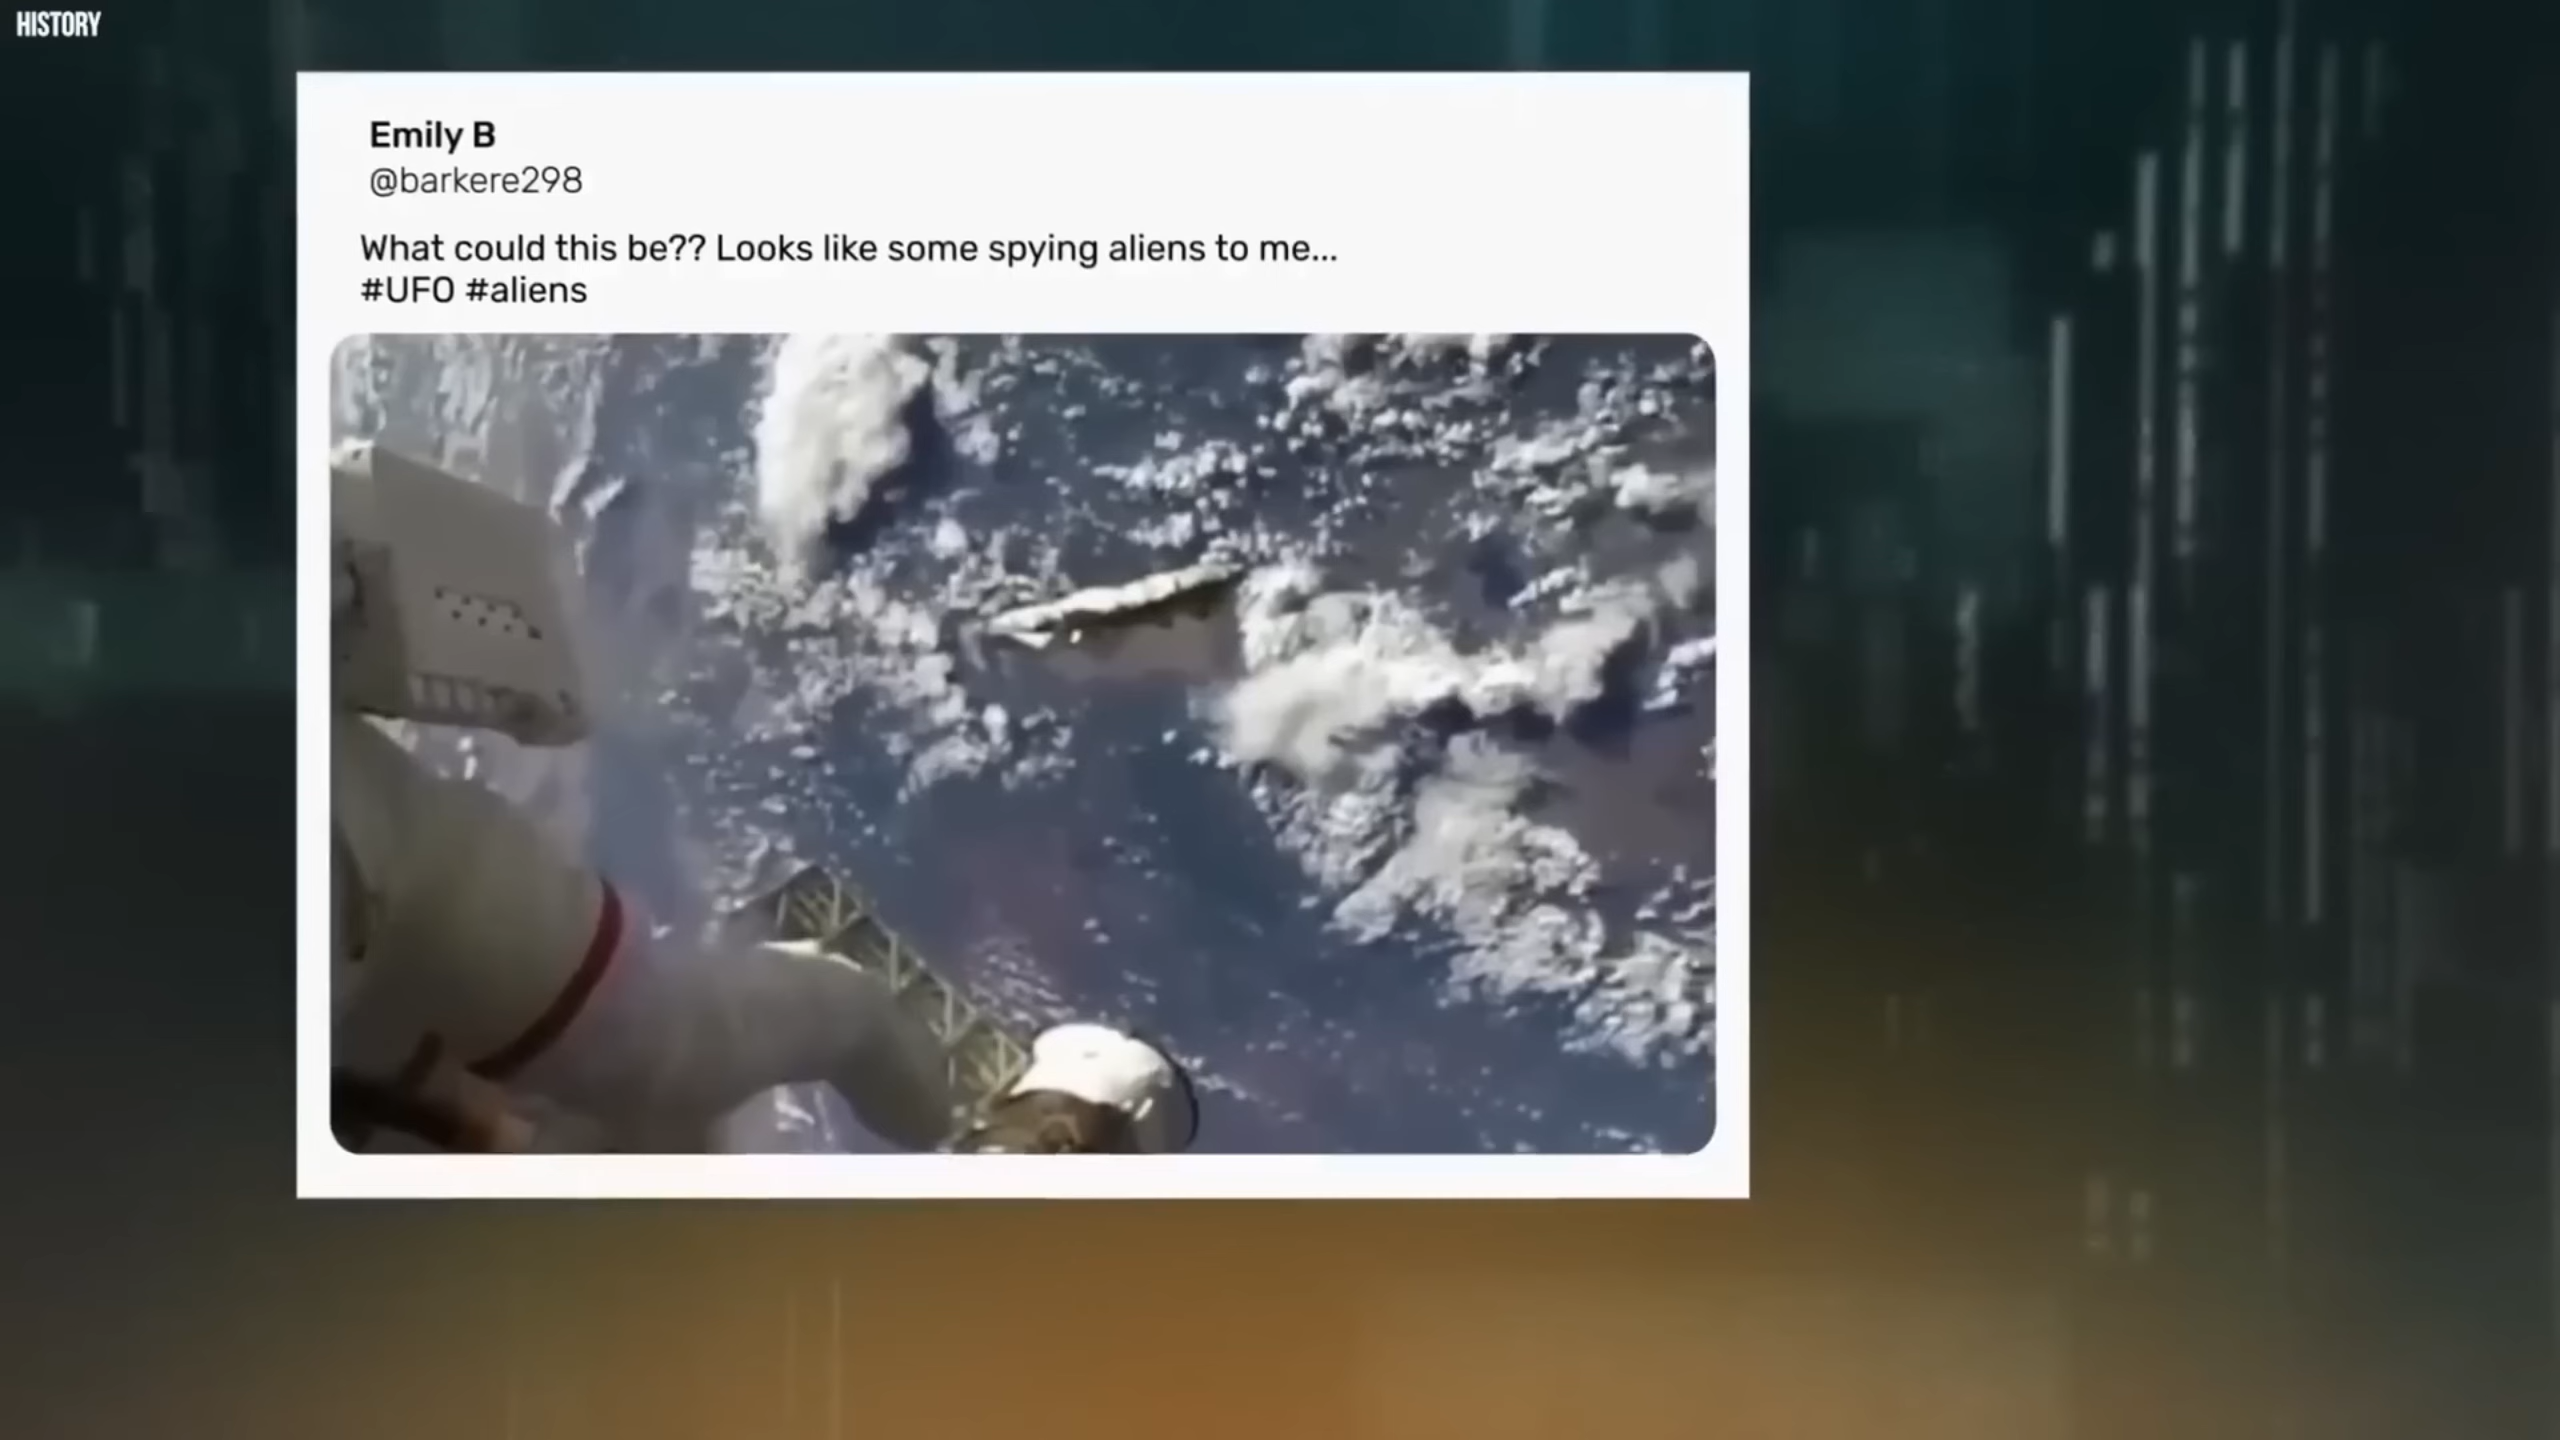 HISTORY
Emily B
@barkere298
What could this be?? Looks like some spying aliens to me...
#UFO #aliens